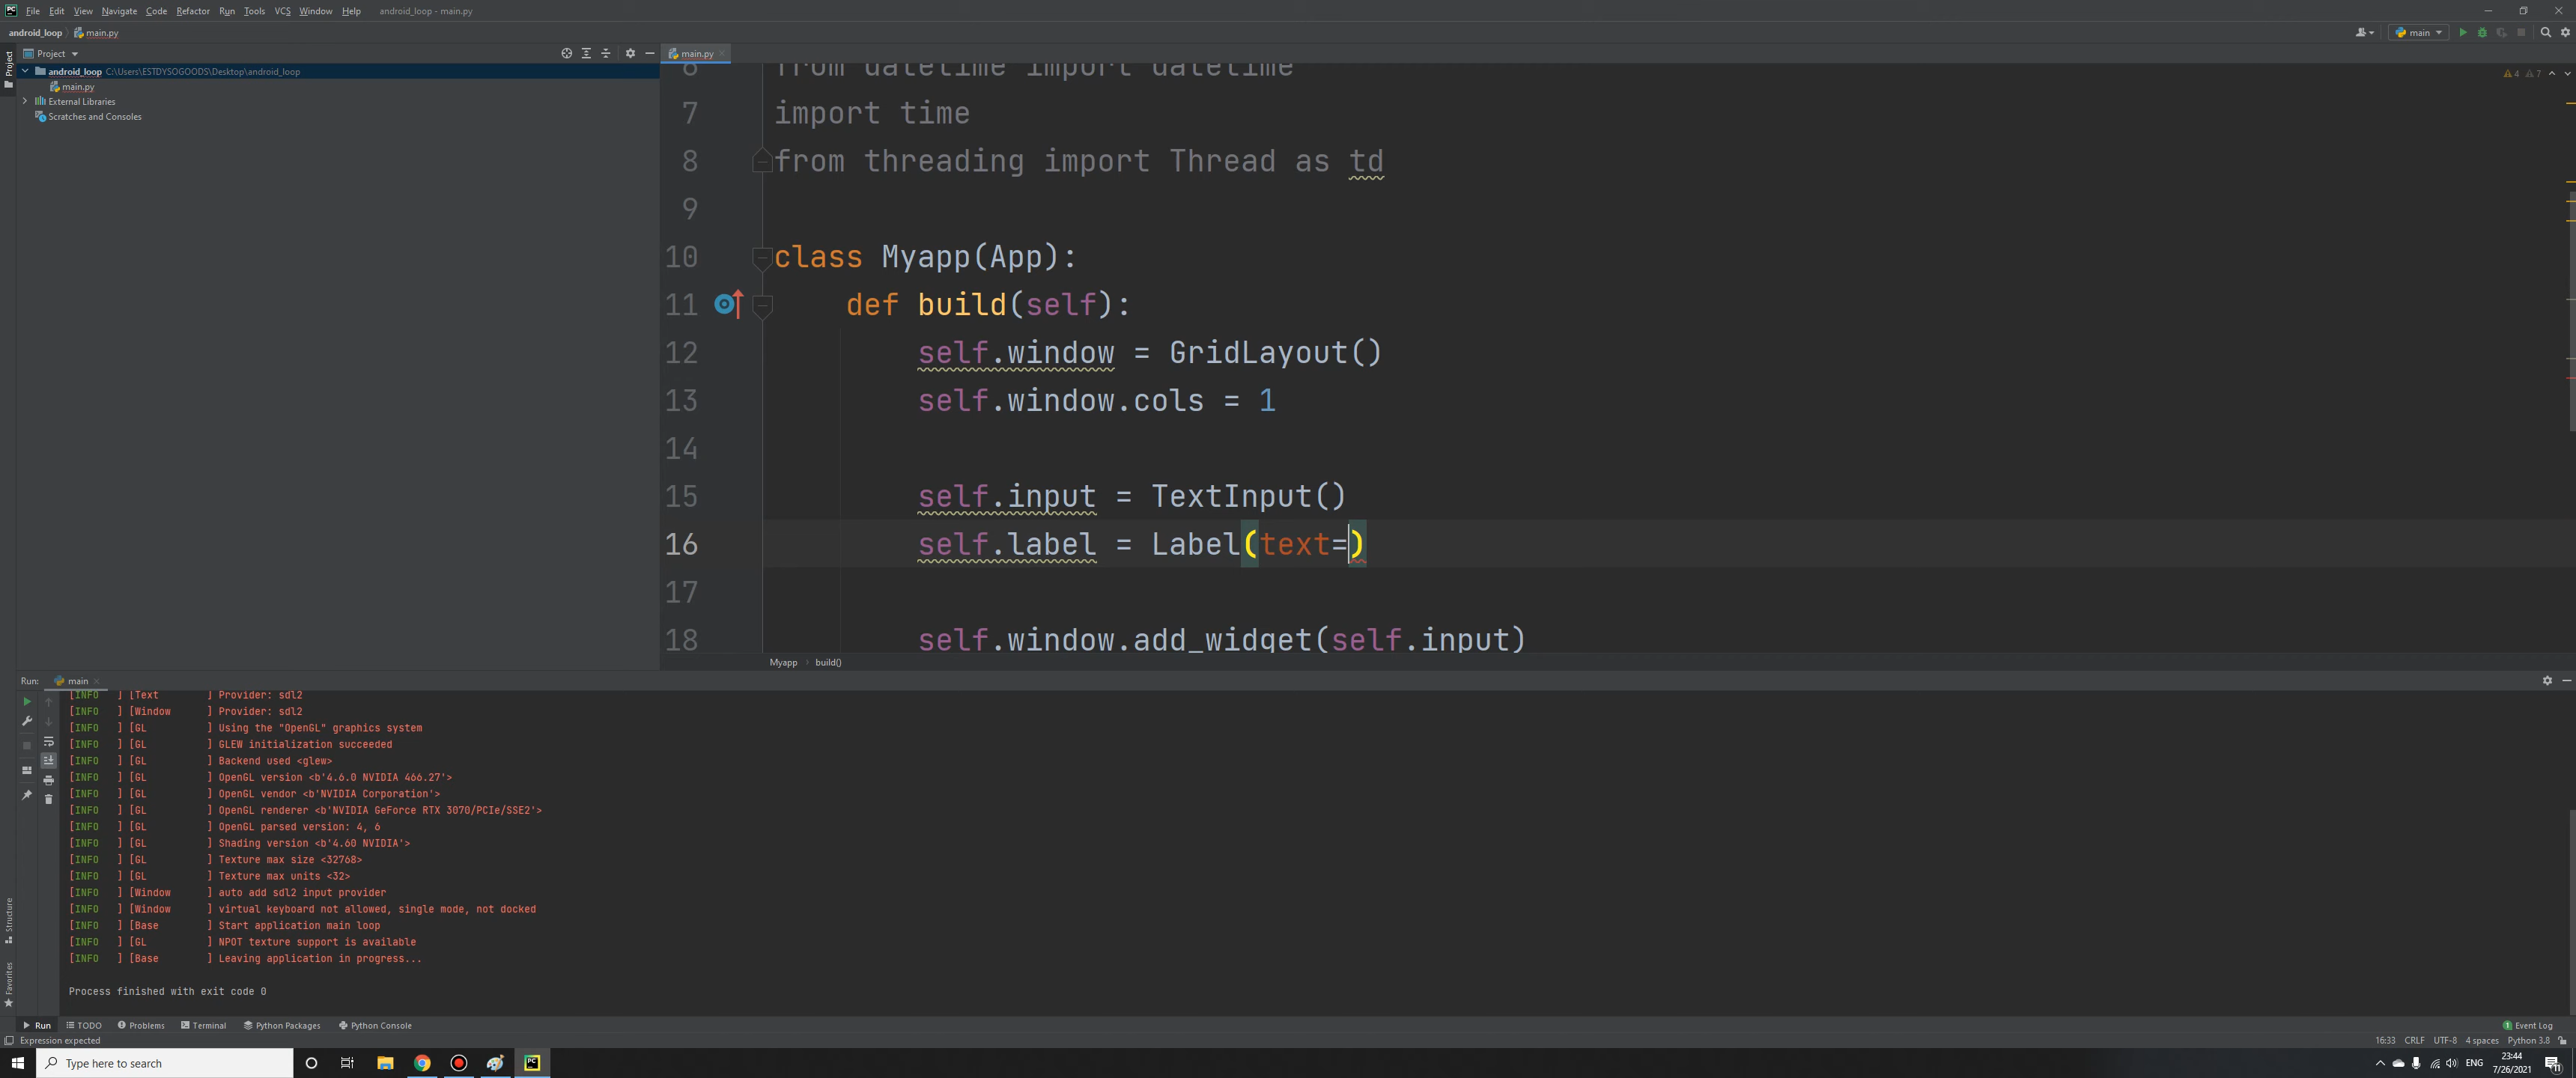 File Edit View Navigate Code Refactor Run Tools VCS Window Help android_loop - main.py
android_loop main.py
main
Project
main.py
android_loop C:\Users\ESTDYSOGOODS\Desktop\android_loop
main.py
External Libraries
Scratches and Consoles
Project
4 7
6 from datetime import datetime
7 import time
8 from threading import Thread as td
9
10 class Myapp(App):
11 def build(self):
12 self.window = GridLayout()
13 self.window.cols = 1
14
15 self.input = TextInput()
16 self.label = Label(text=)
17
18 self.window.add_widget(self.input)
Myapp build()
Run: main
[INFO ] [Text ] Provider: sdl2
[INFO ] [Window ] Provider: sdl2
[INFO ] [GL ] Using the "OpenGL" graphics system
[INFO ] [GL ] GLEW initialization succeeded
[INFO ] [GL ] Backend used <glew>
[INFO ] [GL ] OpenGL version <b'4.6.0 NVIDIA 466.27'>
[INFO ] [GL ] OpenGL vendor <b'NVIDIA Corporation'>
[INFO ] [GL ] OpenGL renderer <b'NVIDIA GeForce RTX 3070/PCIe/SSE2'>
[INFO ] [GL ] OpenGL parsed version: 4, 6
[INFO ] [GL ] Shading version <b'4.60 NVIDIA'>
[INFO ] [GL ] Texture max size <32768>
[INFO ] [GL ] Texture max units <32>
[INFO ] [Window ] auto add sdl2 input provider
[INFO ] [Window ] virtual keyboard not allowed, single mode, not docked
[INFO ] [Base ] Start application main loop
[INFO ] [GL ] NPOT texture support is available
[INFO ] [Base ] Leaving application in progress...
Process finished with exit code 0
Structure
Favorites
Run TODO Problems Terminal Python Packages Python Console
1 Event Log
Expression expected
16:33 CRLF UTF-8 4 spaces Python 3.8
Type here to search
ENG
23:44
7/26/2021
11